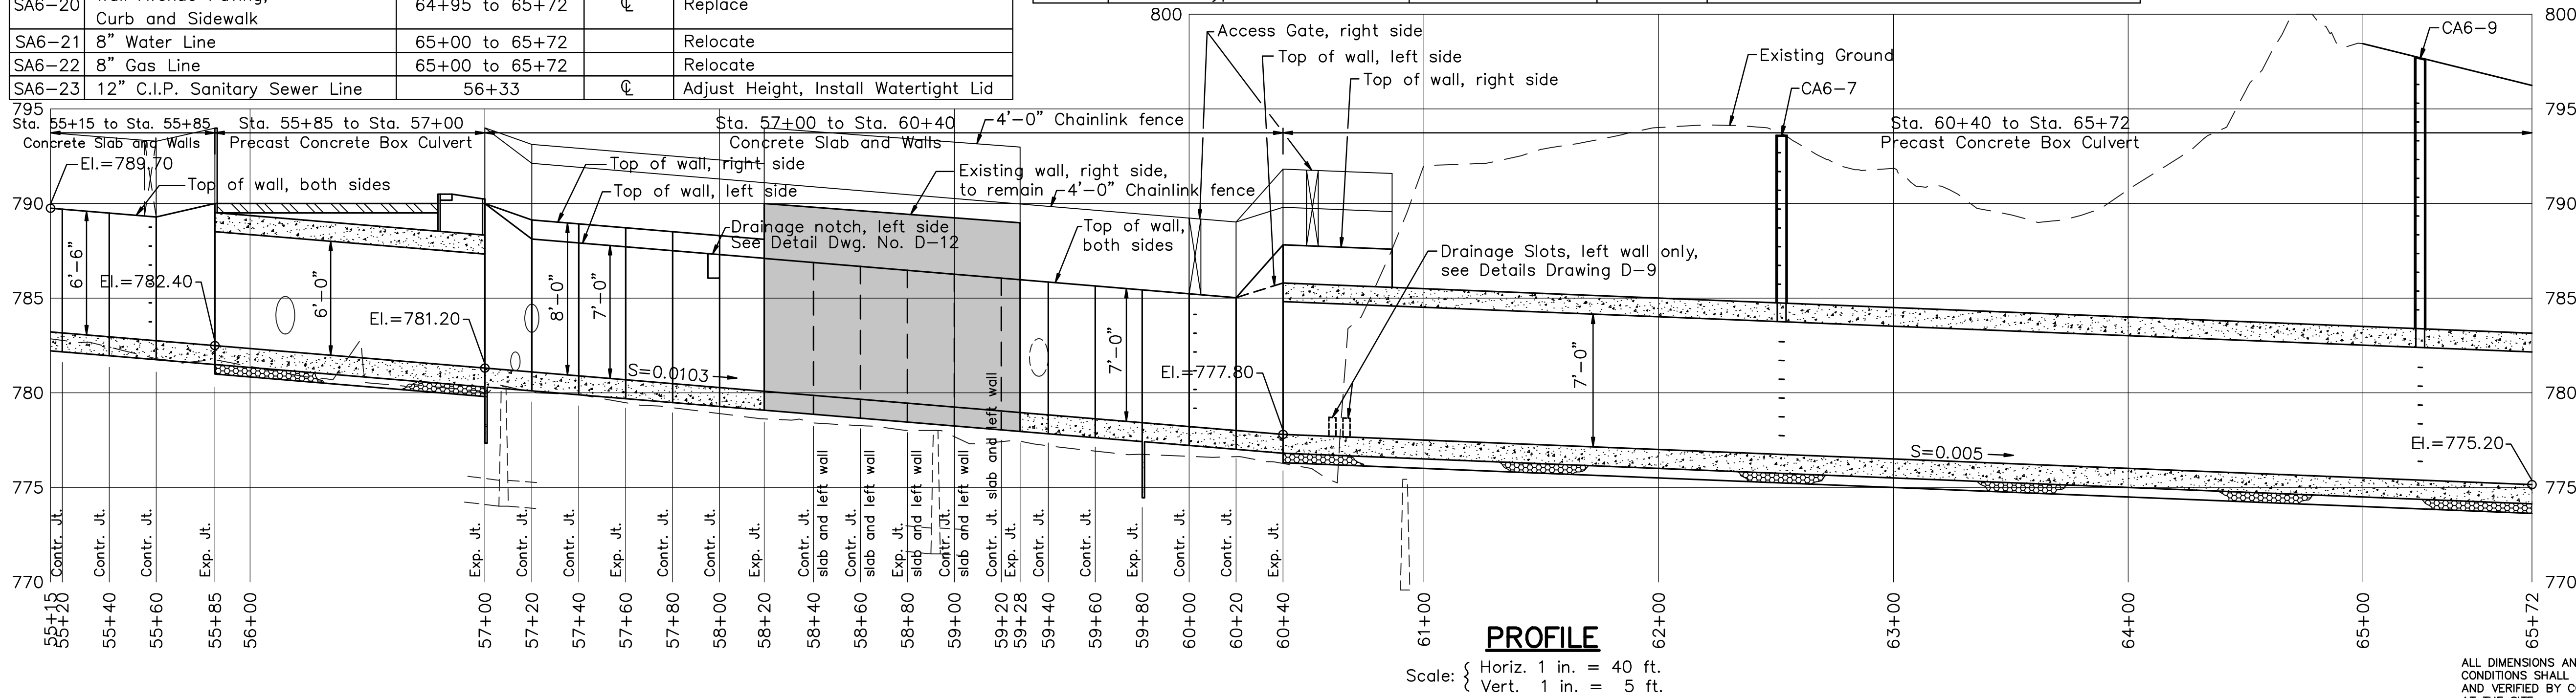 SA6-20 64+95 to 65+72 ℄ Replace
Curb and Sidewalk
SA6-21 8" Water Line 65+00 to 65+72 Relocate
SA6-22 8" Gas Line 65+00 to 65+72 Relocate
SA6-23 12" C.I.P. Sanitary Sewer Line 56+33 ℄ Adjust Height, Install Watertight Lid
800
800
Access Gate, right side
Top of wall, left side
Top of wall, right side
Existing Ground
CA6-7
CA6-9
795
795
Sta. 55+15 to Sta. 55+85
Concrete Slab and Walls
Sta. 55+85 to Sta. 57+00
Precast Concrete Box Culvert
Sta. 57+00 to Sta. 60+40
Concrete Slab and Walls
Sta. 60+40 to Sta. 65+72
Precast Concrete Box Culvert
4'-0" Chainlink fence
El.=789.70
Top of wall, both sides
Top of wall, right side
Top of wall, left side
Existing wall, right side,
to remain
4'-0" Chainlink fence
790
790
Drainage notch, left side
See Detail Dwg. No. D-12
Top of wall,
both sides
Drainage Slots, left wall only,
see Details Drawing D-9
6'-6"
El.=782.40
6'-0"
El.=781.20
8'-0"
7'-0"
S=0.0103
7'-0"
El.=777.80
7'-0"
S=0.005
El.=775.20
785
785
780
780
775
775
770
770
Contr. Jt.
Contr. Jt.
Contr. Jt.
Exp. Jt.
Exp. Jt.
Contr. Jt.
Contr. Jt.
Exp. Jt.
Contr. Jt.
Contr. Jt.
Exp. Jt.
Contr. Jt.
slab and left wall
Contr. Jt.
slab and left wall
Exp. Jt.
slab and left wall
Contr. Jt.
slab and left wall
Contr. Jt. slab and left wall
Exp. Jt.
Contr. Jt.
Contr. Jt.
Exp. Jt.
Contr. Jt.
Contr. Jt.
Exp. Jt.
55+15
55+20
55+40
55+60
55+85
56+00
57+00
57+20
57+40
57+60
57+80
58+00
58+20
58+40
58+60
58+80
59+00
59+20
59+28
59+40
59+60
59+80
60+00
60+20
60+40
61+00
62+00
63+00
64+00
65+00
65+72
PROFILE
Scale: { Horiz. 1 in. = 40 ft.
Vert. 1 in. = 5 ft.
ALL DIMENSIONS AN
CONDITIONS SHALL
AND VERIFIED BY C